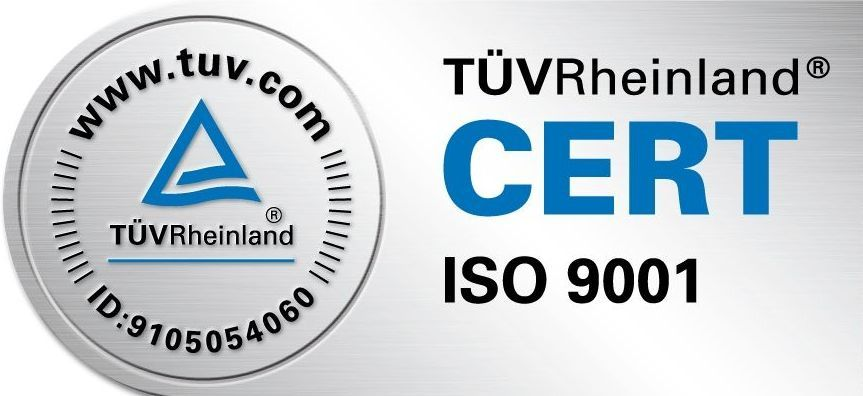 www.tuv.com
TÜVRheinland®
ID:9105054060
TÜVRheinland®
CERT
ISO 9001